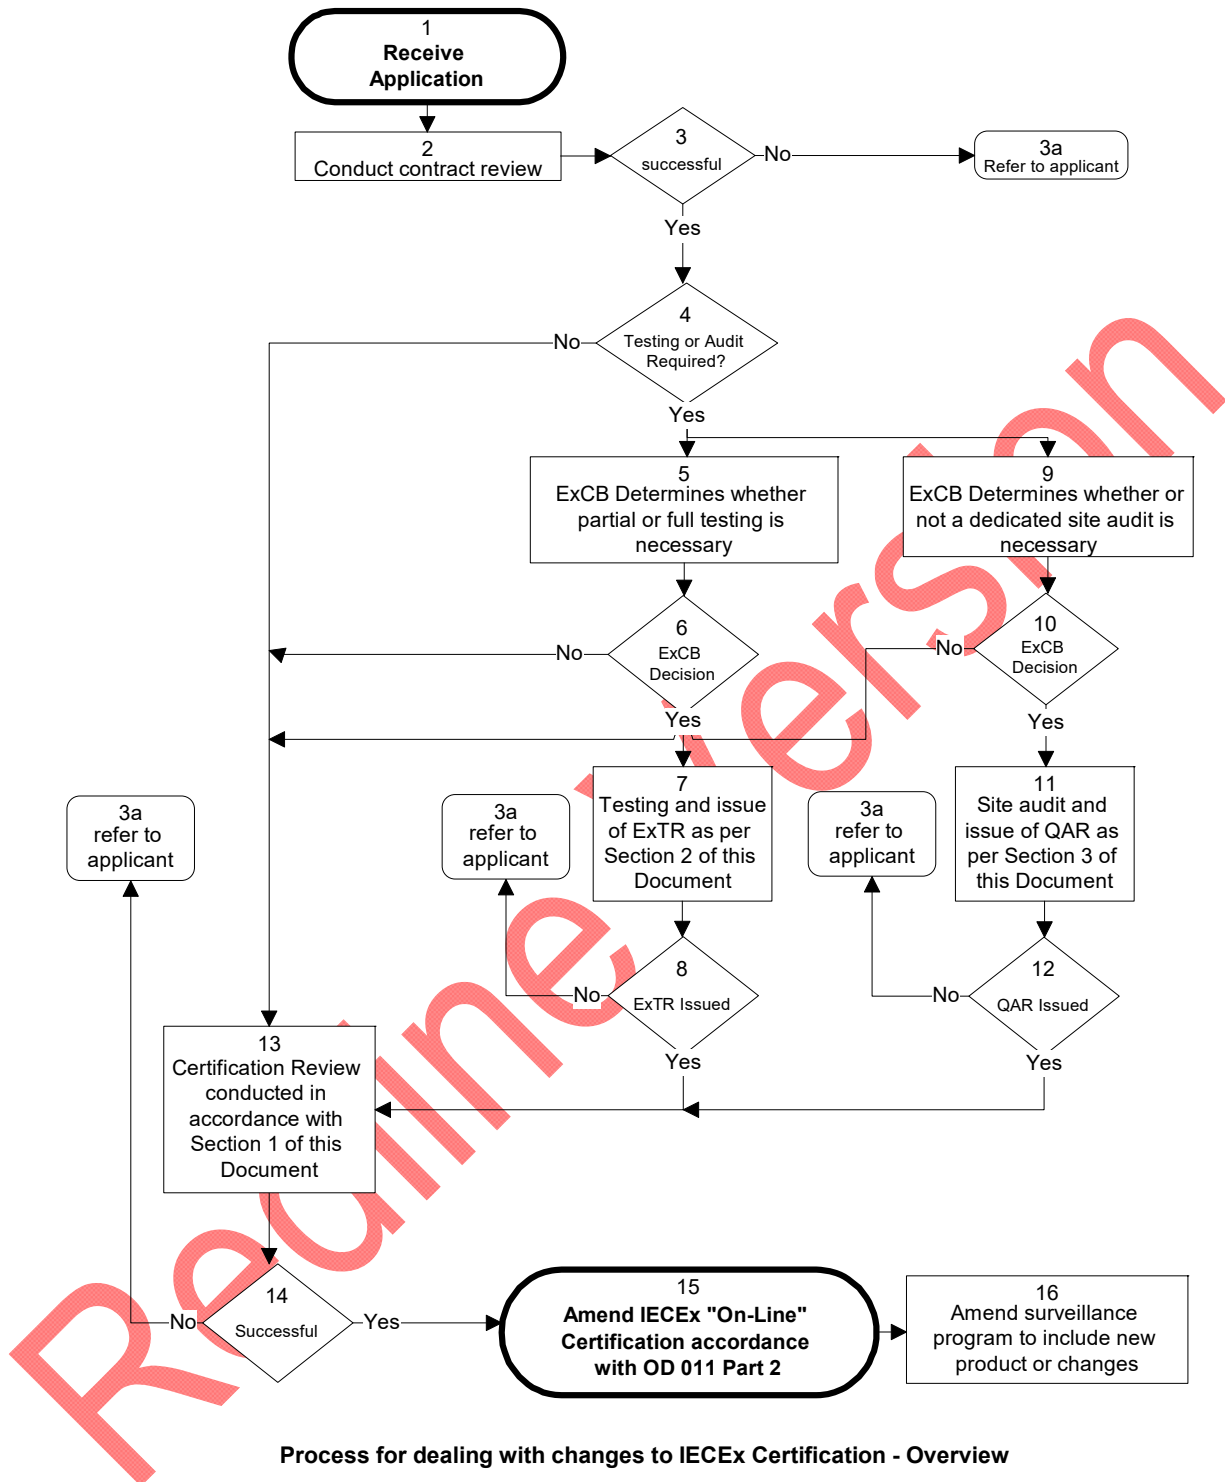 1
Receive
Application
2
Conduct contract review
3
successful
No
3a
Refer to applicant
Yes
4
Testing or Audit
Required?
No
Yes
5
ExCB Determines whether
partial or full testing is
necessary
9
ExCB Determines whether or
not a dedicated site audit is
necessary
6
ExCB
Decision
No
10
ExCB
Decision
No
Yes
Yes
7
Testing and issue
of ExTR as per
Section 2 of this
Document
11
Site audit and
issue of QAR as
per Section 3 of
this Document
3a
refer to
applicant
3a
refer to
applicant
3a
refer to
applicant
8
ExTR Issued
No
12
QAR Issued
No
Yes
Yes
13
Certification Review
conducted in
accordance with
Section 1 of this
Document
14
Successful
No
Yes
15
Amend IECEx "On-Line"
Certification accordance
with OD 011 Part 2
16
Amend surveillance
program to include new
product or changes
Process for dealing with changes to IECEx Certification - Overview
Redline Version